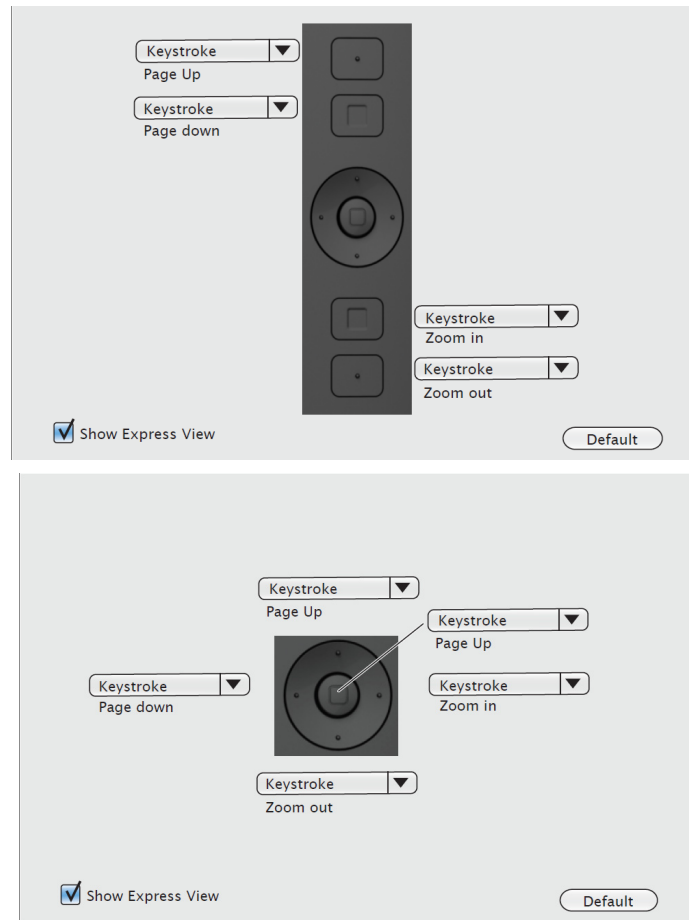 Keystroke
Page Up
Keystroke
Page down
Keystroke
Zoom in
Keystroke
Zoom out
Show Express View
Default
Keystroke
Page Up
Keystroke
Page Up
Keystroke
Page down
Keystroke
Zoom in
Keystroke
Zoom out
Show Express View
Default